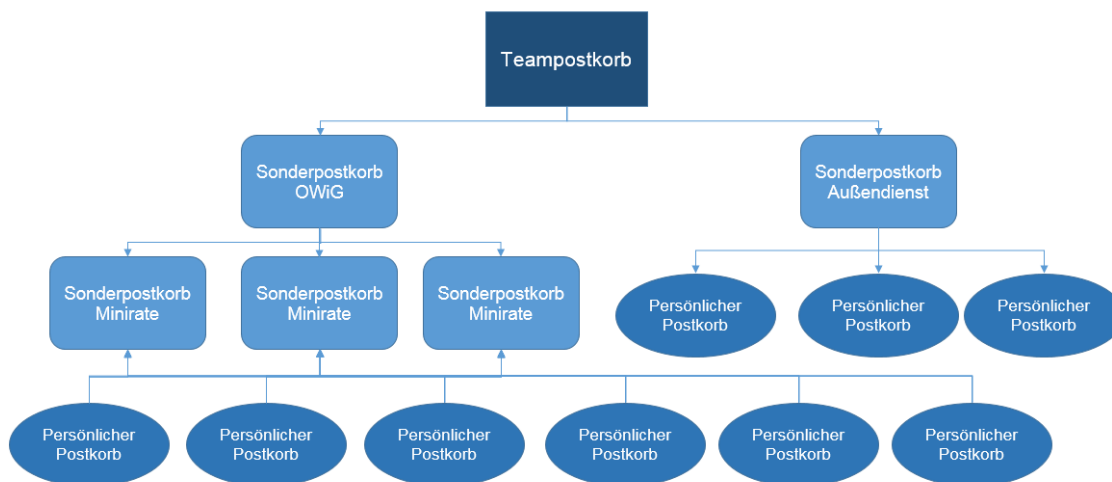 Teampostkorb
Sonderpostkorb
OWiG
Sonderpostkorb
Außendienst
Sonderpostkorb
Minirate
Sonderpostkorb
Minirate
Sonderpostkorb
Minirate
Persönlicher
Postkorb
Persönlicher
Postkorb
Persönlicher
Postkorb
Persönlicher
Postkorb
Persönlicher
Postkorb
Persönlicher
Postkorb
Persönlicher
Postkorb
Persönlicher
Postkorb
Persönlicher
Postkorb